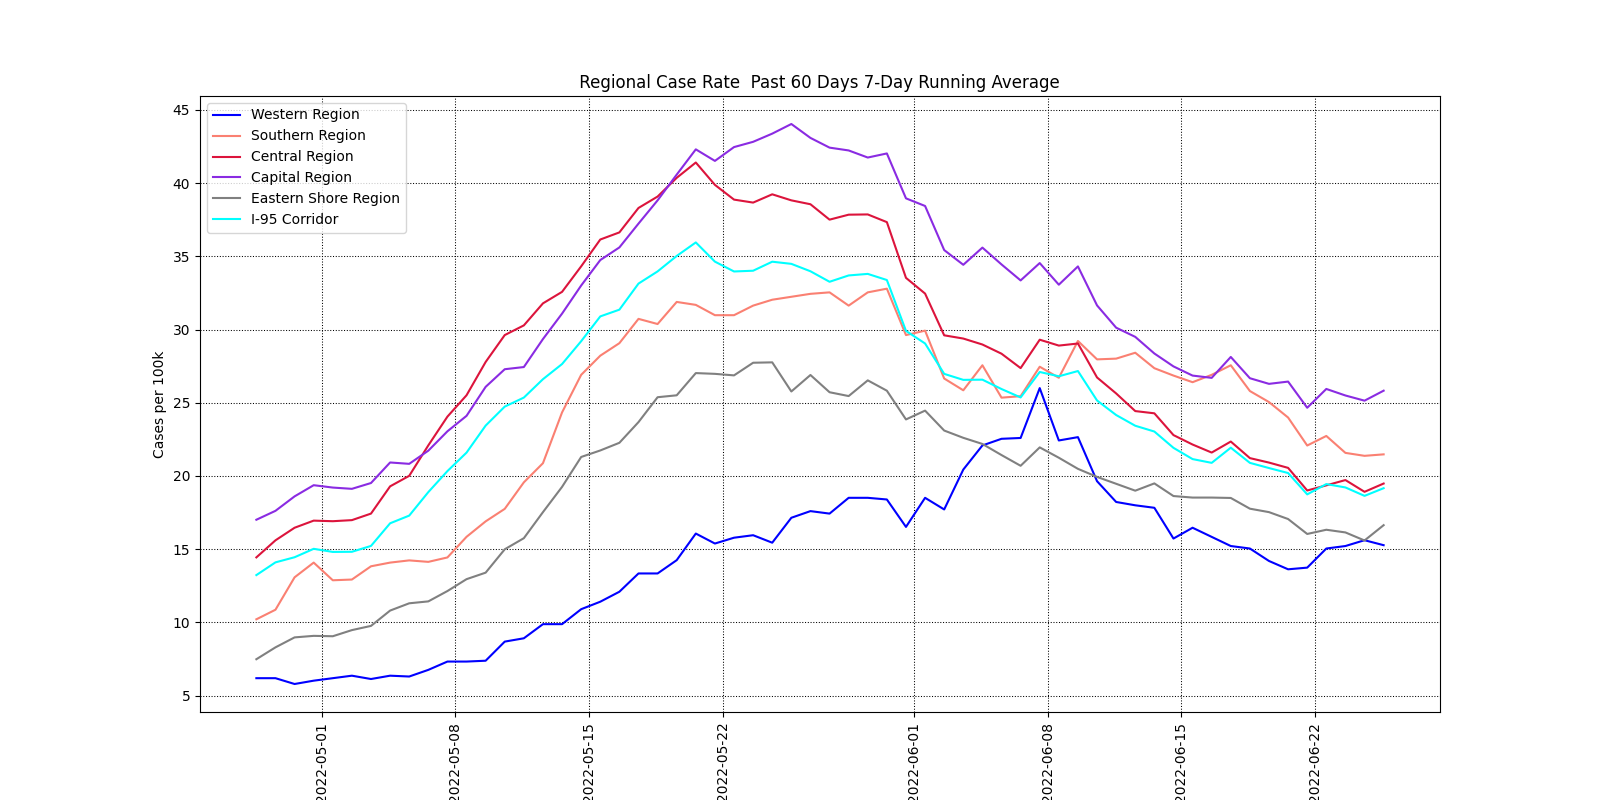 Regional Case Rate  Past 60 Days 7-Day Running Average
Western Region
Southern Region
Central Region
Capital Region
Eastern Shore Region
I-95 Corridor
Cases per 100k
45
40
35
30
25
20
15
10
5
2022-05-01
2022-05-08
2022-05-15
2022-05-22
2022-06-01
2022-06-08
2022-06-15
2022-06-22